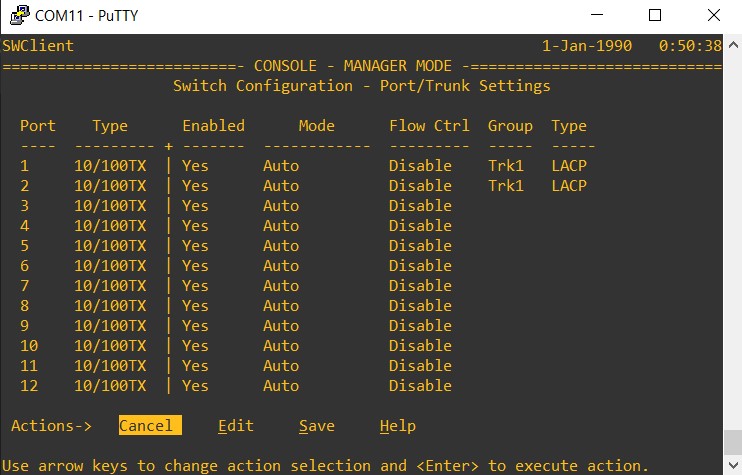 COM11 - PuTTY
SWClient 1-Jan-1990 0:50:38
==========================- CONSOLE - MANAGER MODE -============================
Switch Configuration - Port/Trunk Settings
Port Type Enabled Mode Flow Ctrl Group Type
---- --------- + ------- ------------ --------- ----- -----
1 10/100TX | Yes Auto Disable Trk1 LACP
2 10/100TX | Yes Auto Disable Trk1 LACP
3 10/100TX | Yes Auto Disable
4 10/100TX | Yes Auto Disable
5 10/100TX | Yes Auto Disable
6 10/100TX | Yes Auto Disable
7 10/100TX | Yes Auto Disable
8 10/100TX | Yes Auto Disable
9 10/100TX | Yes Auto Disable
10 10/100TX | Yes Auto Disable
11 10/100TX | Yes Auto Disable
12 10/100TX | Yes Auto Disable
Actions-> Cancel Edit Save Help
Use arrow keys to change action selection and <Enter> to execute action.